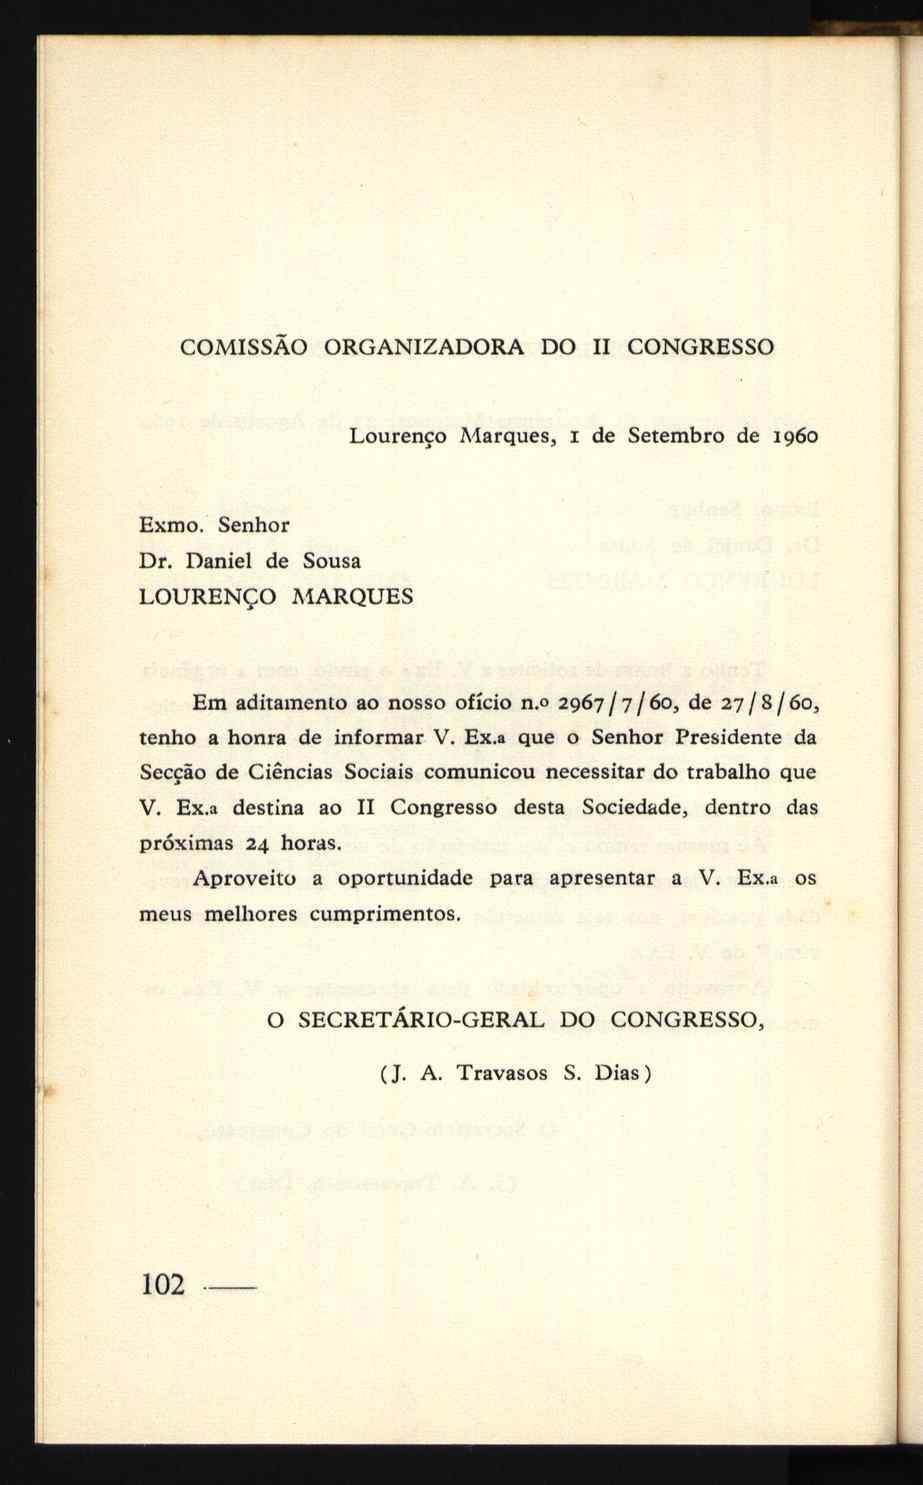 COMISSÃO ORGANIZADORA DO II CONGRESSO
Lourenço Marques, 1 de Setembro de 1960
Exmo. Senhor
Dr. Daniel de Sousa
LOURENÇO MARQUES
Em aditamento ao nosso ofício n.o 2967/7/60, de 27/8/60,
tenho a honra de informar V. Ex.a que o Senhor Presidente da
Secção de Ciências Sociais comunicou necessitar do trabalho que
V. Ex.a destina ao II Congresso desta Sociedade, dentro das
próximas 24 horas.
Aproveito a oportunidade para apresentar a V. Ex.a os
meus melhores cumprimentos.
O SECRETÁRIO-GERAL DO CONGRESSO,
(J. A. Travasos S. Dias)
102